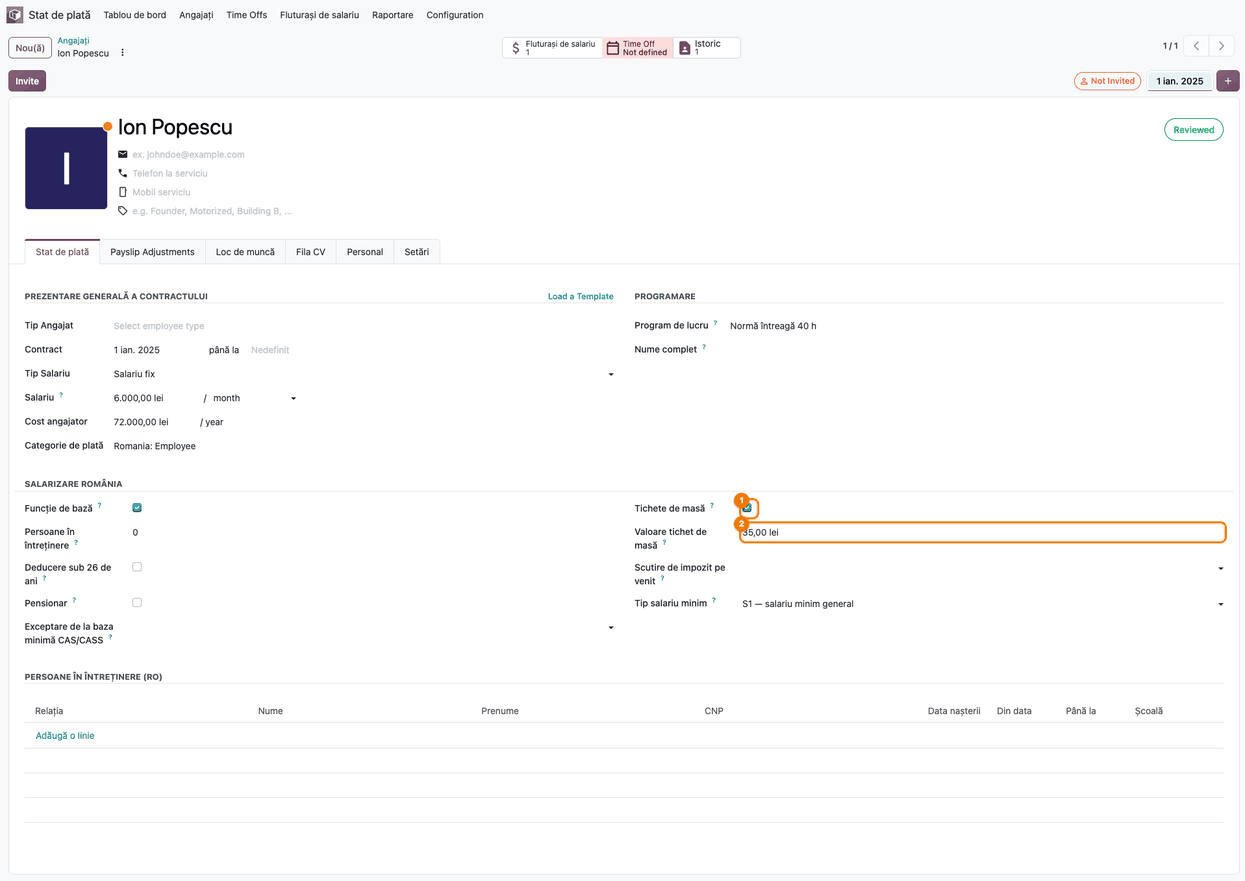 Stat de plată Tablou de bord Angajați Time Offs Fluturași de salariu Raportare Configuration
Nou(ă) Angajați
Ion Popescu
Fluturași de salariu
1
Time Off
Not defined
Istoric
1
1 / 1
Invite Not Invited 1 ian. 2025 +
I
Ion Popescu
Reviewed
ex. johndoe@example.com
Telefon la serviciu
Mobil serviciu
e.g. Founder, Motorized, Building B, ...
Stat de plată Payslip Adjustments Loc de muncă Fila CV Personal Setări
PREZENTARE GENERALĂ A CONTRACTULUI Load a Template
Tip Angajat Select employee type
Contract 1 ian. 2025 până la Nedefinit
Tip Salariu Salariu fix
Salariu ? 6.000,00 lei / month
Cost angajator 72.000,00 lei / year
Categorie de plată Romania: Employee
PROGRAMARE
Program de lucru ? Normă întreagă 40 h
Nume complet ?
SALARIZARE ROMÂNIA
Funcție de bază ?
Persoane în
întreținere ? 0
Deducere sub 26 de
ani ?
Pensionar ?
Exceptare de la baza
minimă CAS/CASS ?
Tichete de masă ? 1
Valoare tichet de
masă ? 2 35,00 lei
Scutire de impozit pe
venit ?
Tip salariu minim ? S1 — salariu minim general
PERSOANE ÎN ÎNTREȚINERE (RO)
Relația Nume Prenume CNP Data nașterii Din data Până la Școală
Adăugă o linie